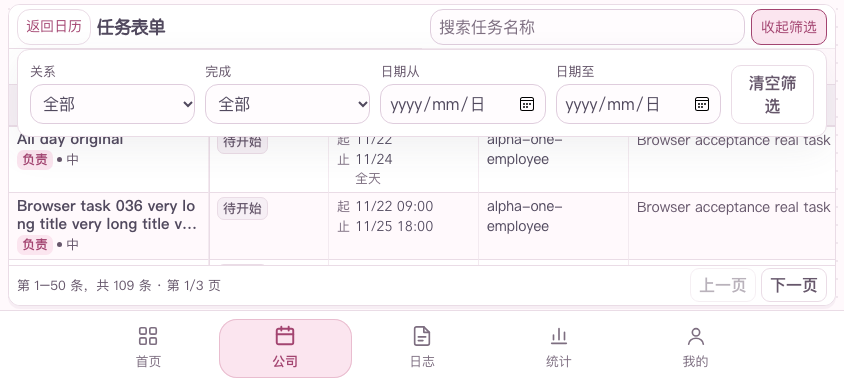 返回日历 任务表单 搜索任务名称 收起筛选
关系 完成 日期从 日期至
全部 全部 yyyy/mm/日 yyyy/mm/日 清空筛
选
All day original 待开始 起 11/22 alpha-one- Browser acceptance real task
负责 • 中 止 11/24 employee
全天
Browser task 036 very lo 待开始 起 11/22 09:00 alpha-one- Browser acceptance real task
ng title very long title v... 止 11/25 18:00 employee
负责 • 中
第 1—50 条，共 109 条 · 第 1/3 页 上一页 下一页
首页 公司 日志 统计 我的